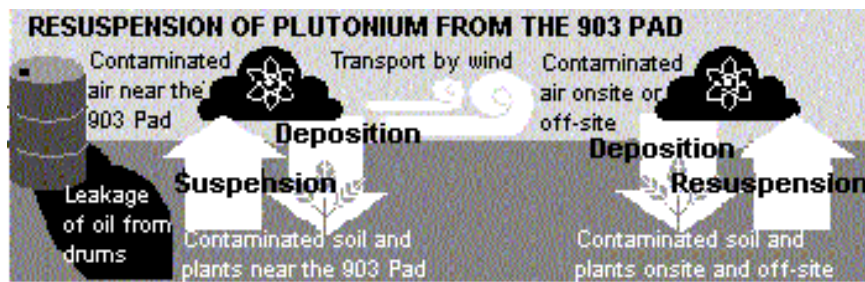 RESUSPENSION OF PLUTONIUM FROM THE 903 PAD
Contaminated
air near the
903 Pad
Transport by wind
Contaminated
air onsite or
off-site
Deposition
Suspension
Deposition
Resuspension
Leakage
of oil from
drums
Contaminated soil and
plants near the 903 Pad
Contaminated soil and
plants onsite and off-site